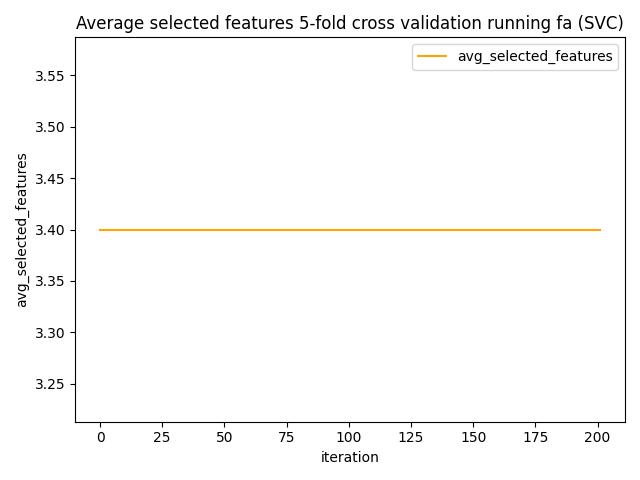 Average selected features 5-fold cross validation running fa (SVC)
avg_selected_features
3.55
3.50
3.45
3.40
3.35
3.30
3.25
avg_selected_features
0 25 50 75 100 125 150 175 200
iteration